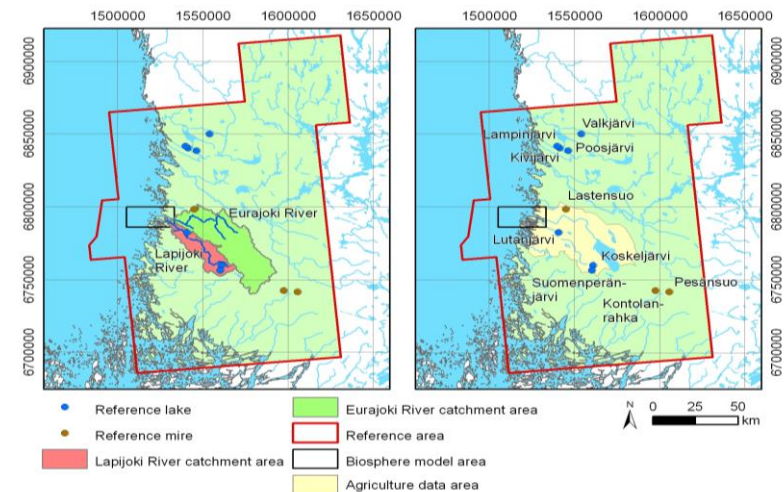 1500000 1550000 1600000 1650000
1500000 1550000 1600000 1650000
6900000
6850000
6800000
6750000
6700000
Eurajoki River
Lapijoki
River
Valkjärvi
Lampinjärvi
Poosjärvi
Kivijärvi
Lastensuo
Lutanjärvi
Koskeljärvi
Suomenperän-
järvi
Pesänsuo
Kontolan-
rahka
6900000
6850000
6800000
6750000
6700000
Reference lake
Reference mire
Lapijoki River catchment area
Eurajoki River catchment area
Reference area
Biosphere model area
Agriculture data area
N
0 25 50
km